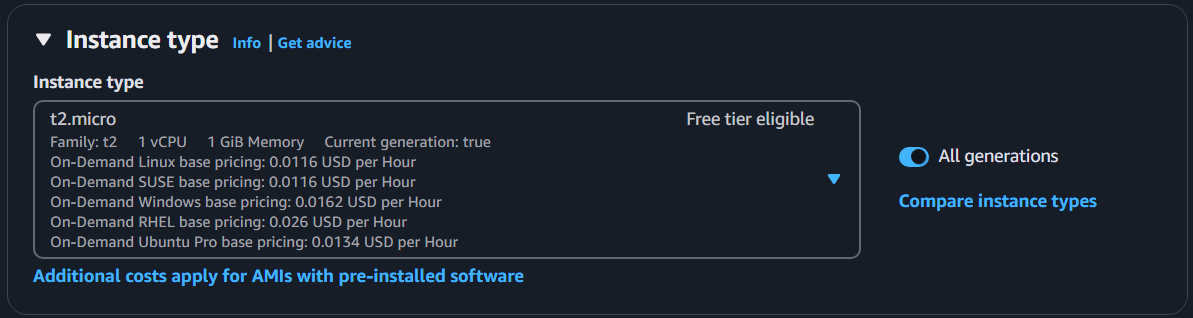 Instance type Info | Get advice
Instance type
t2.micro Free tier eligible
Family: t2 1 vCPU 1 GiB Memory Current generation: true
On-Demand Linux base pricing: 0.0116 USD per Hour
On-Demand SUSE base pricing: 0.0116 USD per Hour
On-Demand Windows base pricing: 0.0162 USD per Hour
On-Demand RHEL base pricing: 0.026 USD per Hour
On-Demand Ubuntu Pro base pricing: 0.0134 USD per Hour
All generations
Compare instance types
Additional costs apply for AMIs with pre-installed software